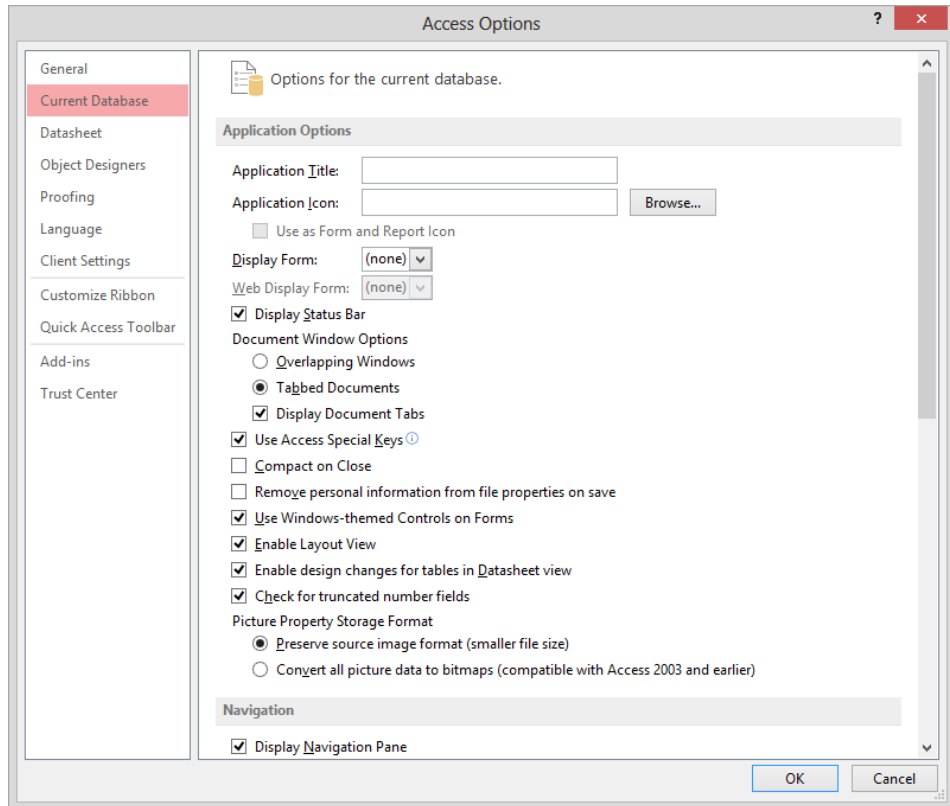 Access Options
?
General
Current Database
Datasheet
Object Designers
Proofing
Language
Client Settings
Customize Ribbon
Quick Access Toolbar
Add-ins
Trust Center
Options for the current database.
Application Options
Application Title:
Application Icon:
Browse...
Use as Form and Report Icon
Display Form: (none)
Web Display Form: (none)
Display Status Bar
Document Window Options
Overlapping Windows
Tabbed Documents
Display Document Tabs
Use Access Special Keys
Compact on Close
Remove personal information from file properties on save
Use Windows-themed Controls on Forms
Enable Layout View
Enable design changes for tables in Datasheet view
Check for truncated number fields
Picture Property Storage Format
Preserve source image format (smaller file size)
Convert all picture data to bitmaps (compatible with Access 2003 and earlier)
Navigation
Display Navigation Pane
OK
Cancel